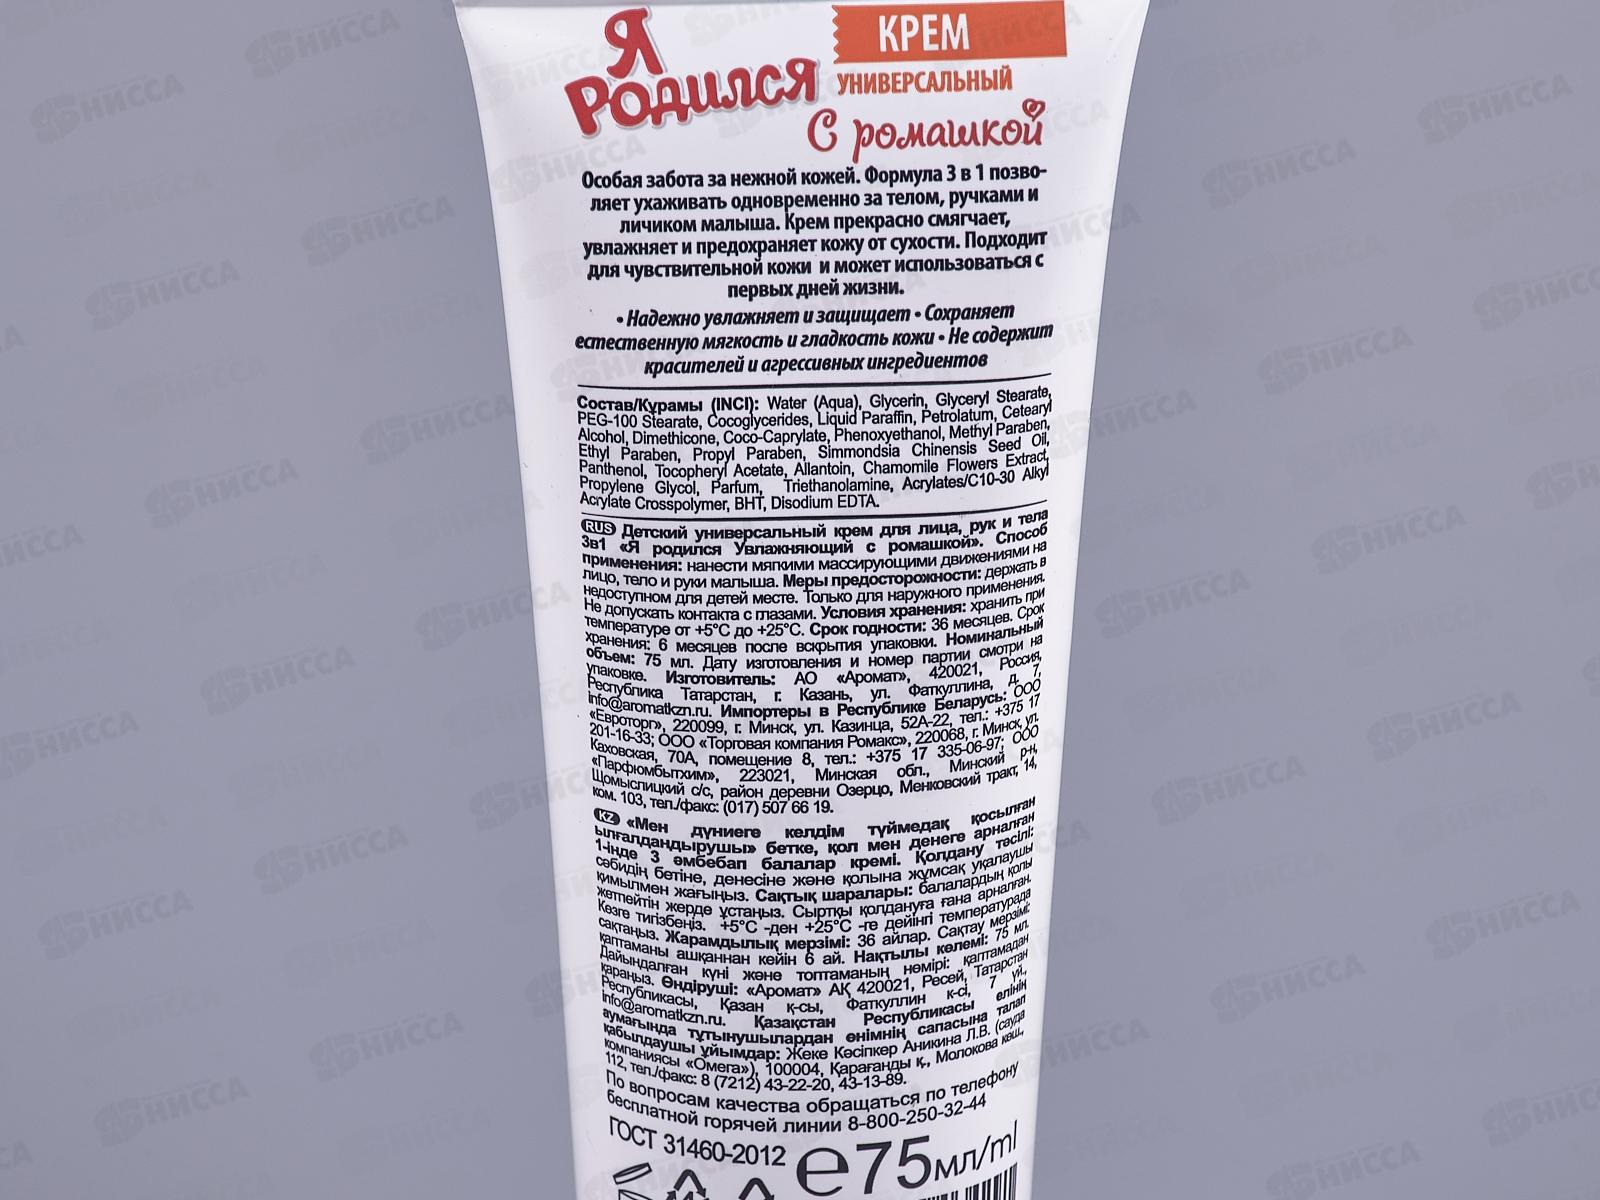 Я
Родился
КРЕМ
УНИВЕРСАЛЬНЫЙ
С ромашкой
Особая забота за нежной кожей. Формула 3 в 1 позво-
ляет ухаживать одновременно за телом, ручками и
личиком малыша. Крем прекрасно смягчает,
увлажняет и предохраняет кожу от сухости. Подходит
для чувствительной кожи и может использоваться с
первых дней жизни.
• Надежно увлажняет и защищает • Сохраняет
естественную мягкость и гладкость кожи • Не содержит
красителей и агрессивных ингредиентов
Состав/Құрамы (INCI): Water (Aqua), Glycerin, Glyceryl Stearate,
PEG-100 Stearate, Cocoglycerides, Liquid Paraffin, Petrolatum, Cetearyl
Alcohol, Dimethicone, Coco-Caprylate, Phenoxyethanol, Methyl Paraben,
Ethyl Paraben, Propyl Paraben, Simmondsia Chinensis Seed Oil,
Panthenol, Tocopheryl Acetate, Allantoin, Chamomile Flowers Extract,
Propylene Glycol, Parfum, Triethanolamine, Acrylates/C10-30 Alkyl
Acrylate Crosspolymer, BHT, Disodium EDTA.
RUS Детский универсальный крем для лица, рук и тела
3в1 «Я родился Увлажняющий с ромашкой». Способ
применения: нанести мягкими массирующими движениями на
лицо, тело и руки малыша. Меры предосторожности: держать в
недоступном для детей месте. Только для наружного применения.
Не допускать контакта с глазами. Условия хранения: хранить при
температуре от +5°С до +25°С. Срок годности: 36 месяцев. Срок
хранения: 6 месяцев после вскрытия упаковки. Номинальный
объем: 75 мл. Дату изготовления и номер партии смотри на
упаковке. Изготовитель: АО «Аромат», 420021, Россия,
Республика Татарстан, г. Казань, ул. Фаткуллина, д. 7,
info@aromatkzn.ru. Импортеры в Республике Беларусь: ООО
«Евроторг», 220099, г. Минск, ул. Казинца, 52А-22, тел.: +375 17
201-16-33; ООО «Торговая компания Ромакс», 220068, г. Минск, ул.
Каховская, 70А, помещение 8, тел.: +375 17 335-06-97; ООО
«Парфюмбытхим», 223021, Минская обл., Минский р-н,
Щомыслицкий с/с, район деревни Озерцо, Менковский тракт, 14,
ком. 103, тел./факс: (017) 507 66 19.
KZ «Мен дүниеге келдім түймедақ қосылған
ылғалдандырушы» бетке, қол мен денеге арналған
1-інде 3 әмбебап балалар кремі. Қолдану тәсілі:
сәбидің бетіне, денесіне және қолына жұмсақ уқалаушы
қимылмен жағыңыз. Сақтық шаралары: балалардың қолы
жетпейтін жерде ұстаңыз. Сыртқы қолдануға ғана арналған.
Көзге тигізбеңіз. +5°С -ден +25°С -ге дейінгі температурада
сақтаңыз. Жарамдылық мерзімі: 36 айлар. Сақтау мерзімі:
қаптаманы ашқаннан кейін 6 ай. Нақтылы көлемі: 75 мл.
Дайындалған күні және топтаманың нөмірі: қаптамадан
қараңыз. Өндіруші: «Аромат» АҚ 420021, Ресей, Татарстан
Республикасы, Қазан қ-сы, Фаткуллин к-сі, 7 үй,
info@aromatkzn.ru. Қазақстан Республикасы елінің
аумағында тұтынушылардан өнімнің сапасына талап
қабылдаушы ұйымдар: Жеке Кәсіпкер Аникина Л.В. (сауда
компаниясы «Омега»), 100004, Қарағанды қ., Молокова көш.,
112, тел./факс: 8 (7212) 43-22-20, 43-13-89.
По вопросам качества обращаться по телефону
бесплатной горячей линии 8-800-250-32-44
ГОСТ 31460-2012
℮75мл/ml
НИССА